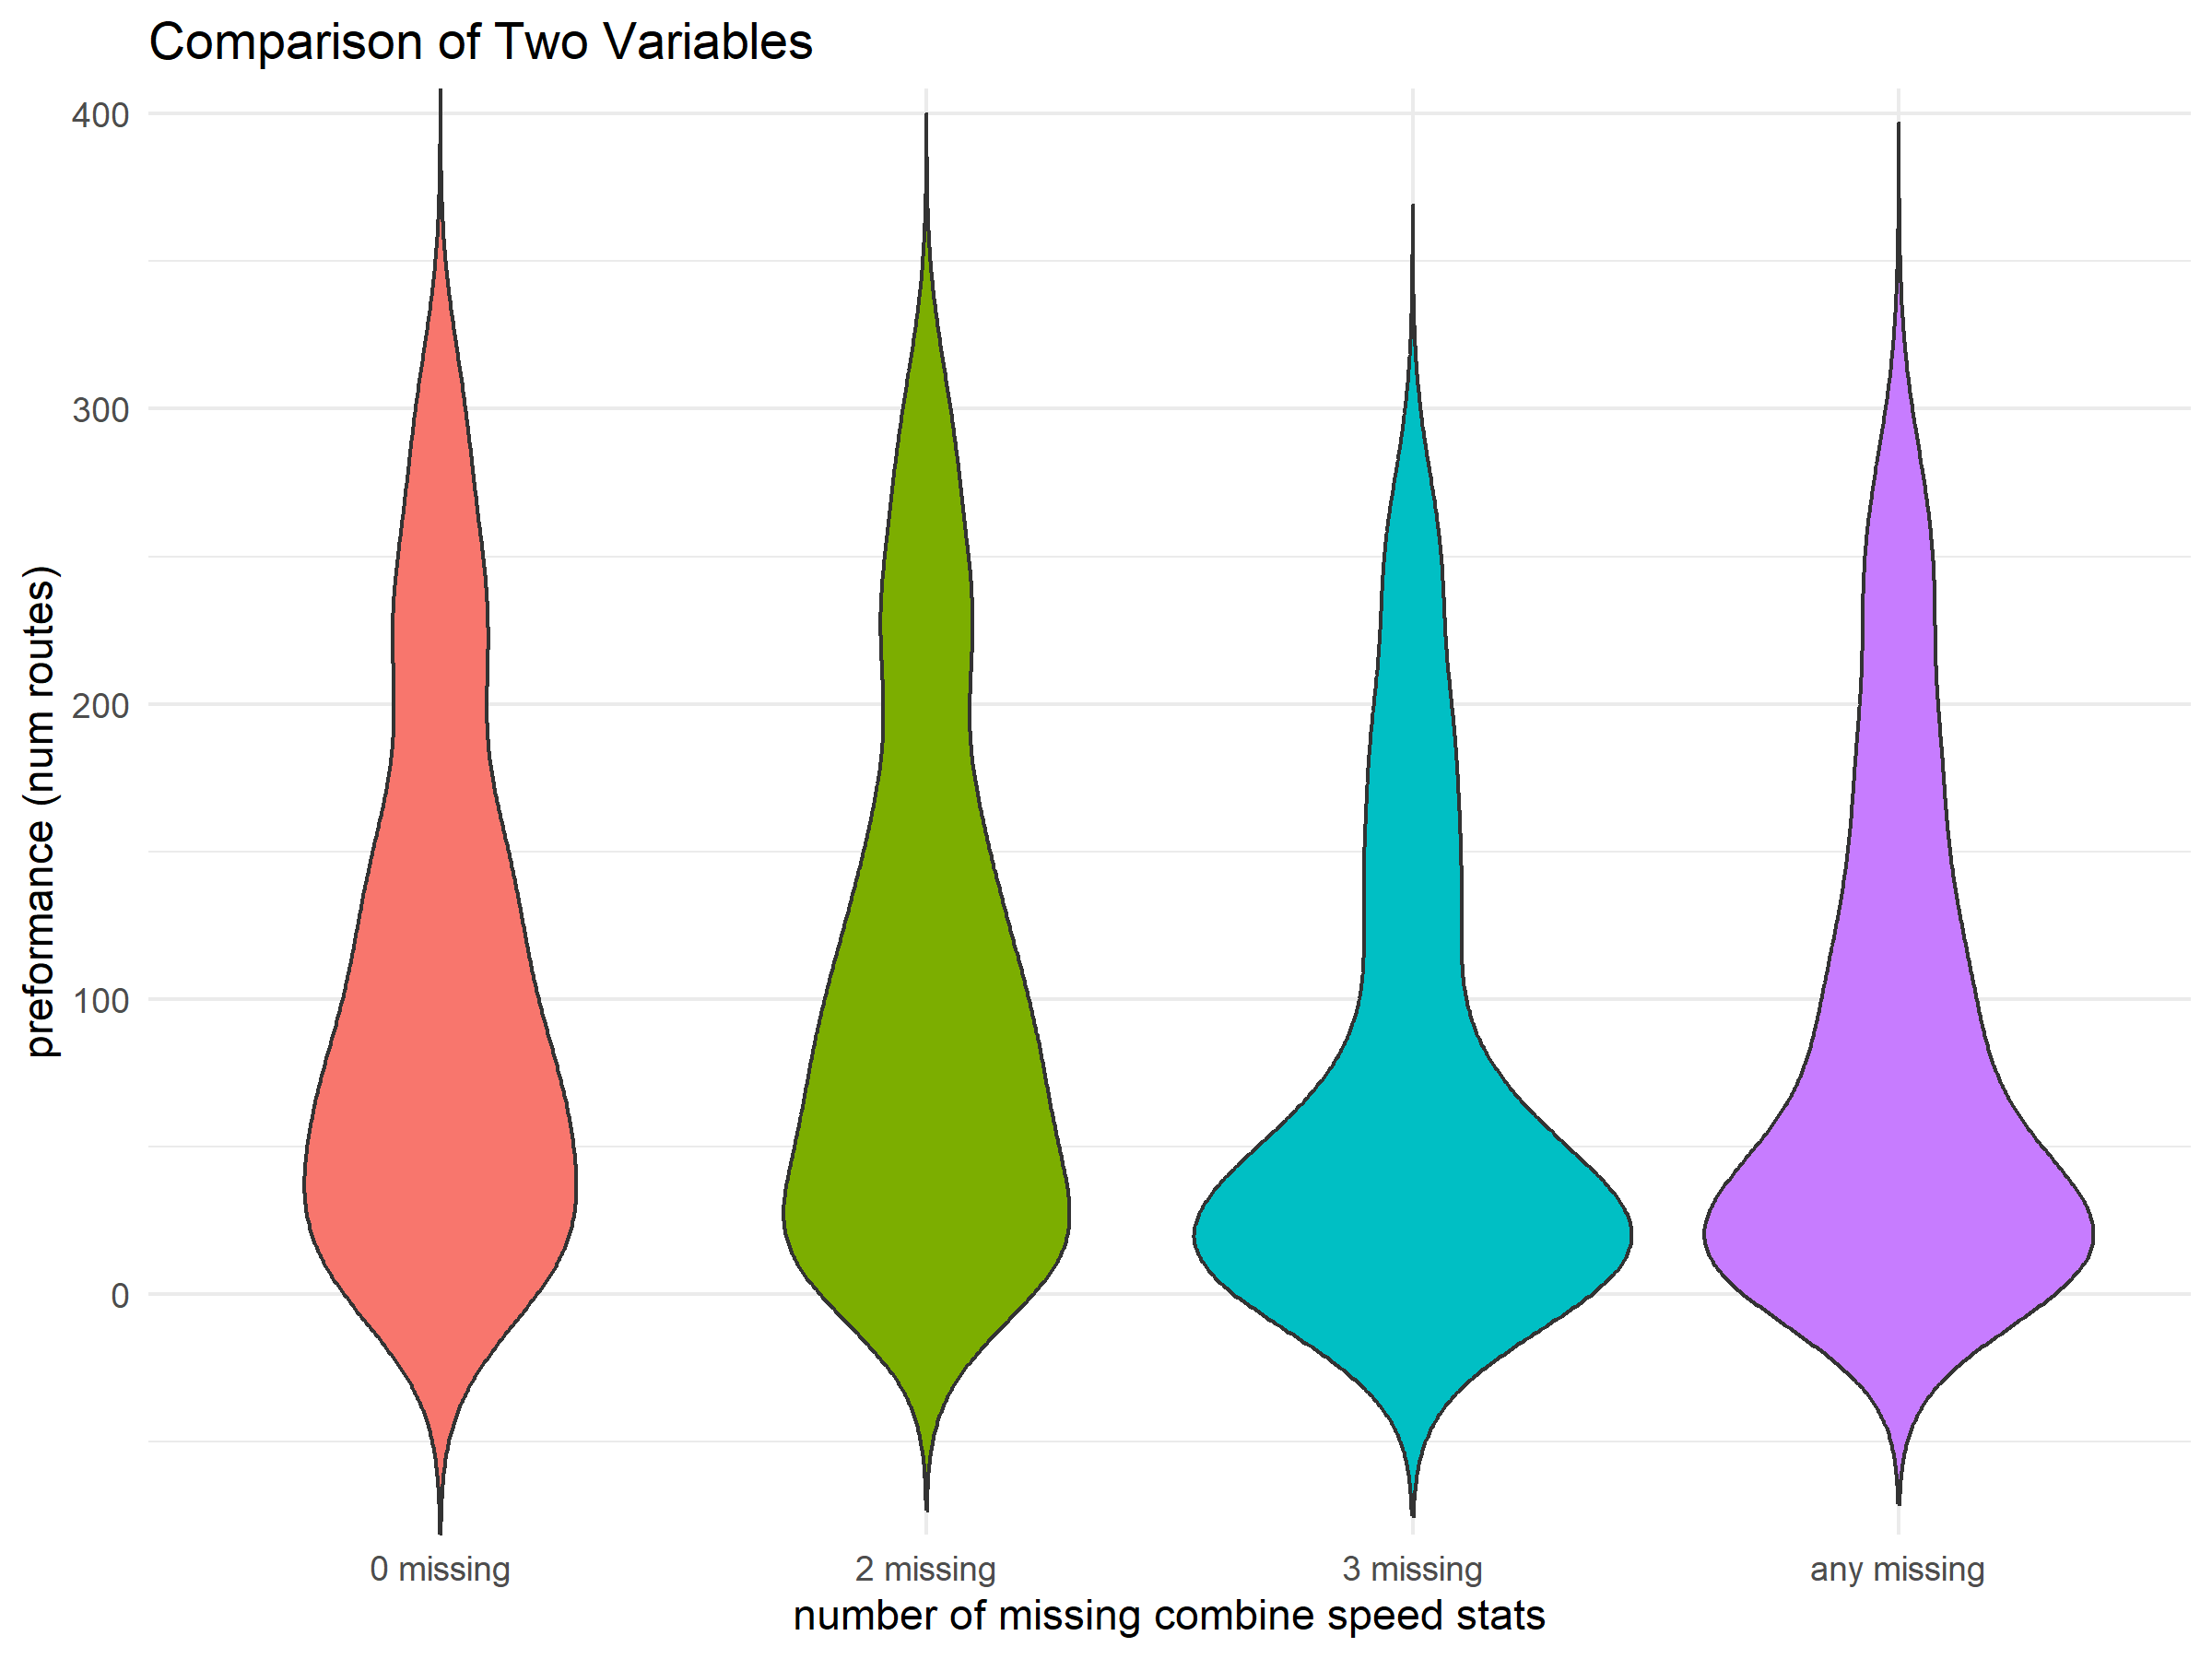 Comparison of Two Variables
preformance (num routes)
400
300
200
100
0
0 missing
2 missing
3 missing
any missing
number of missing combine speed stats